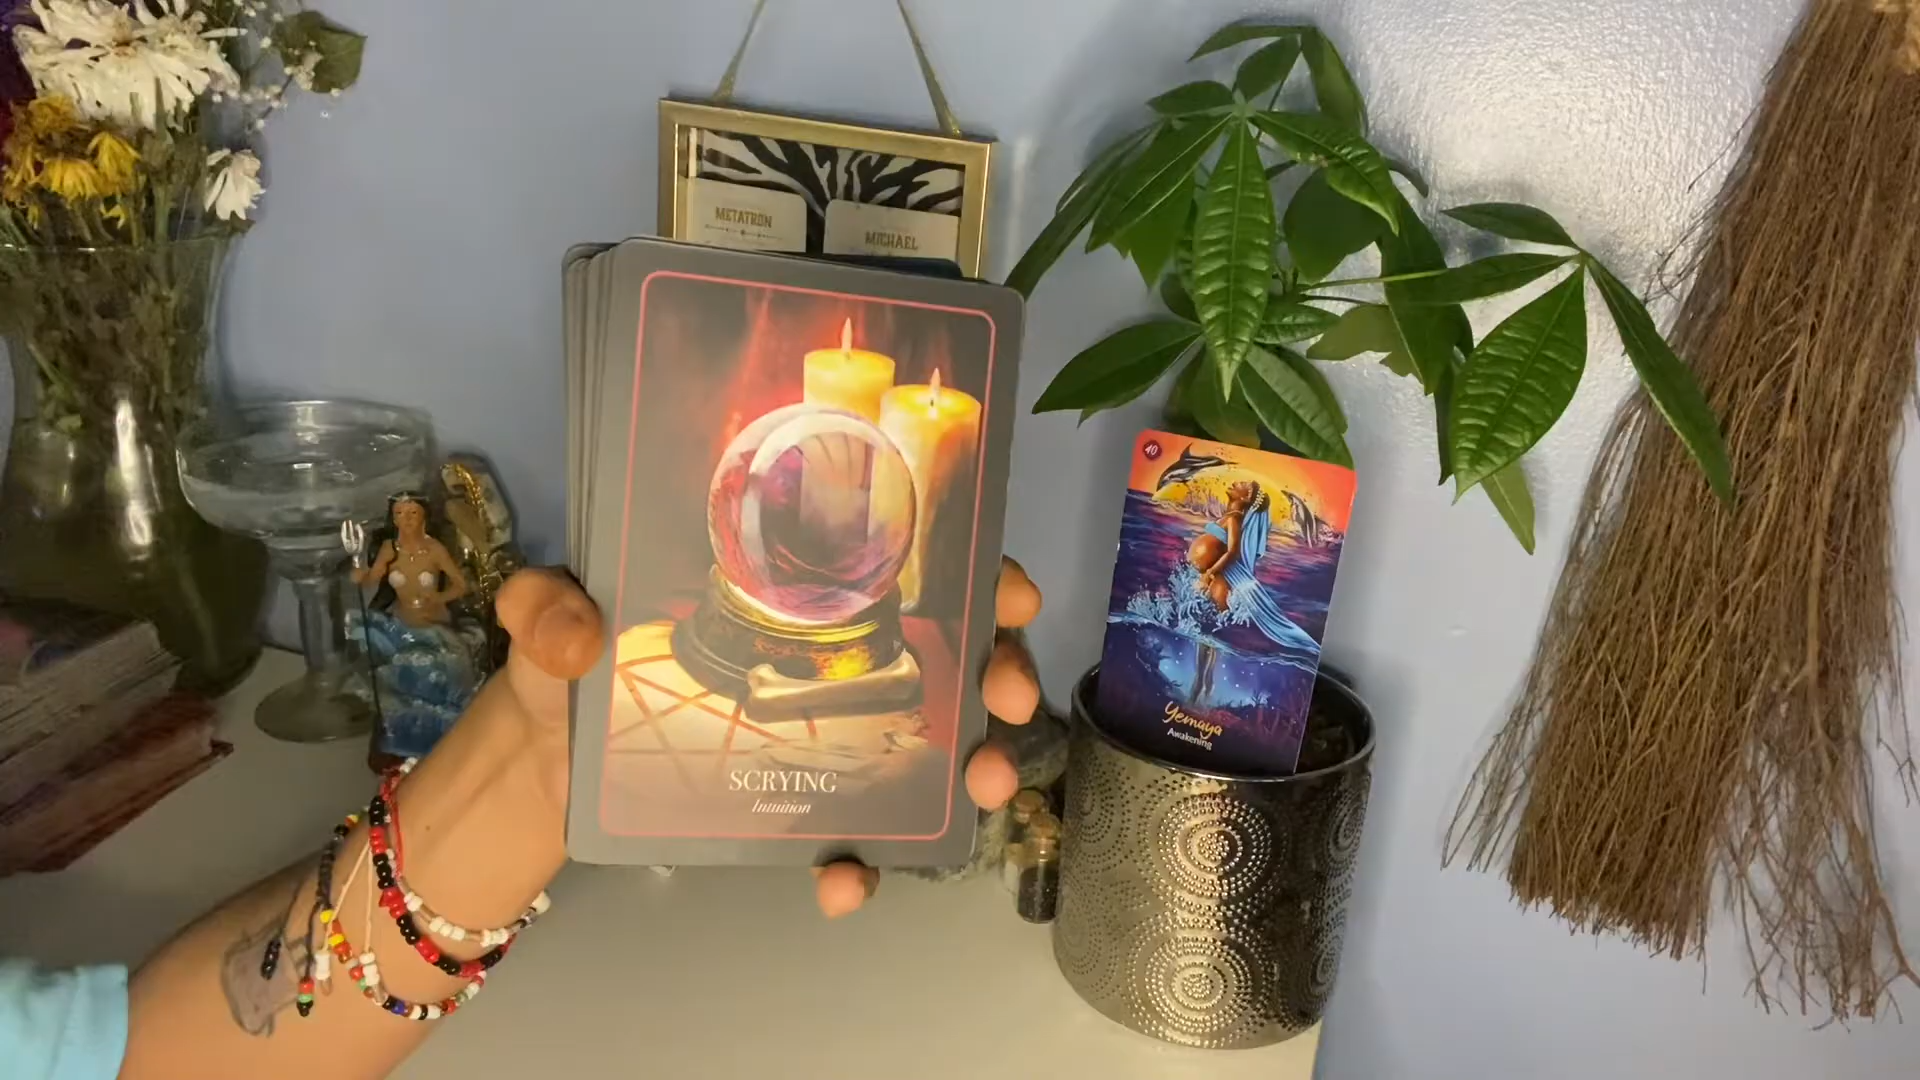 METATRON
MICHAEL
SCRYING
Intuition
40
Yemaya
Awakening